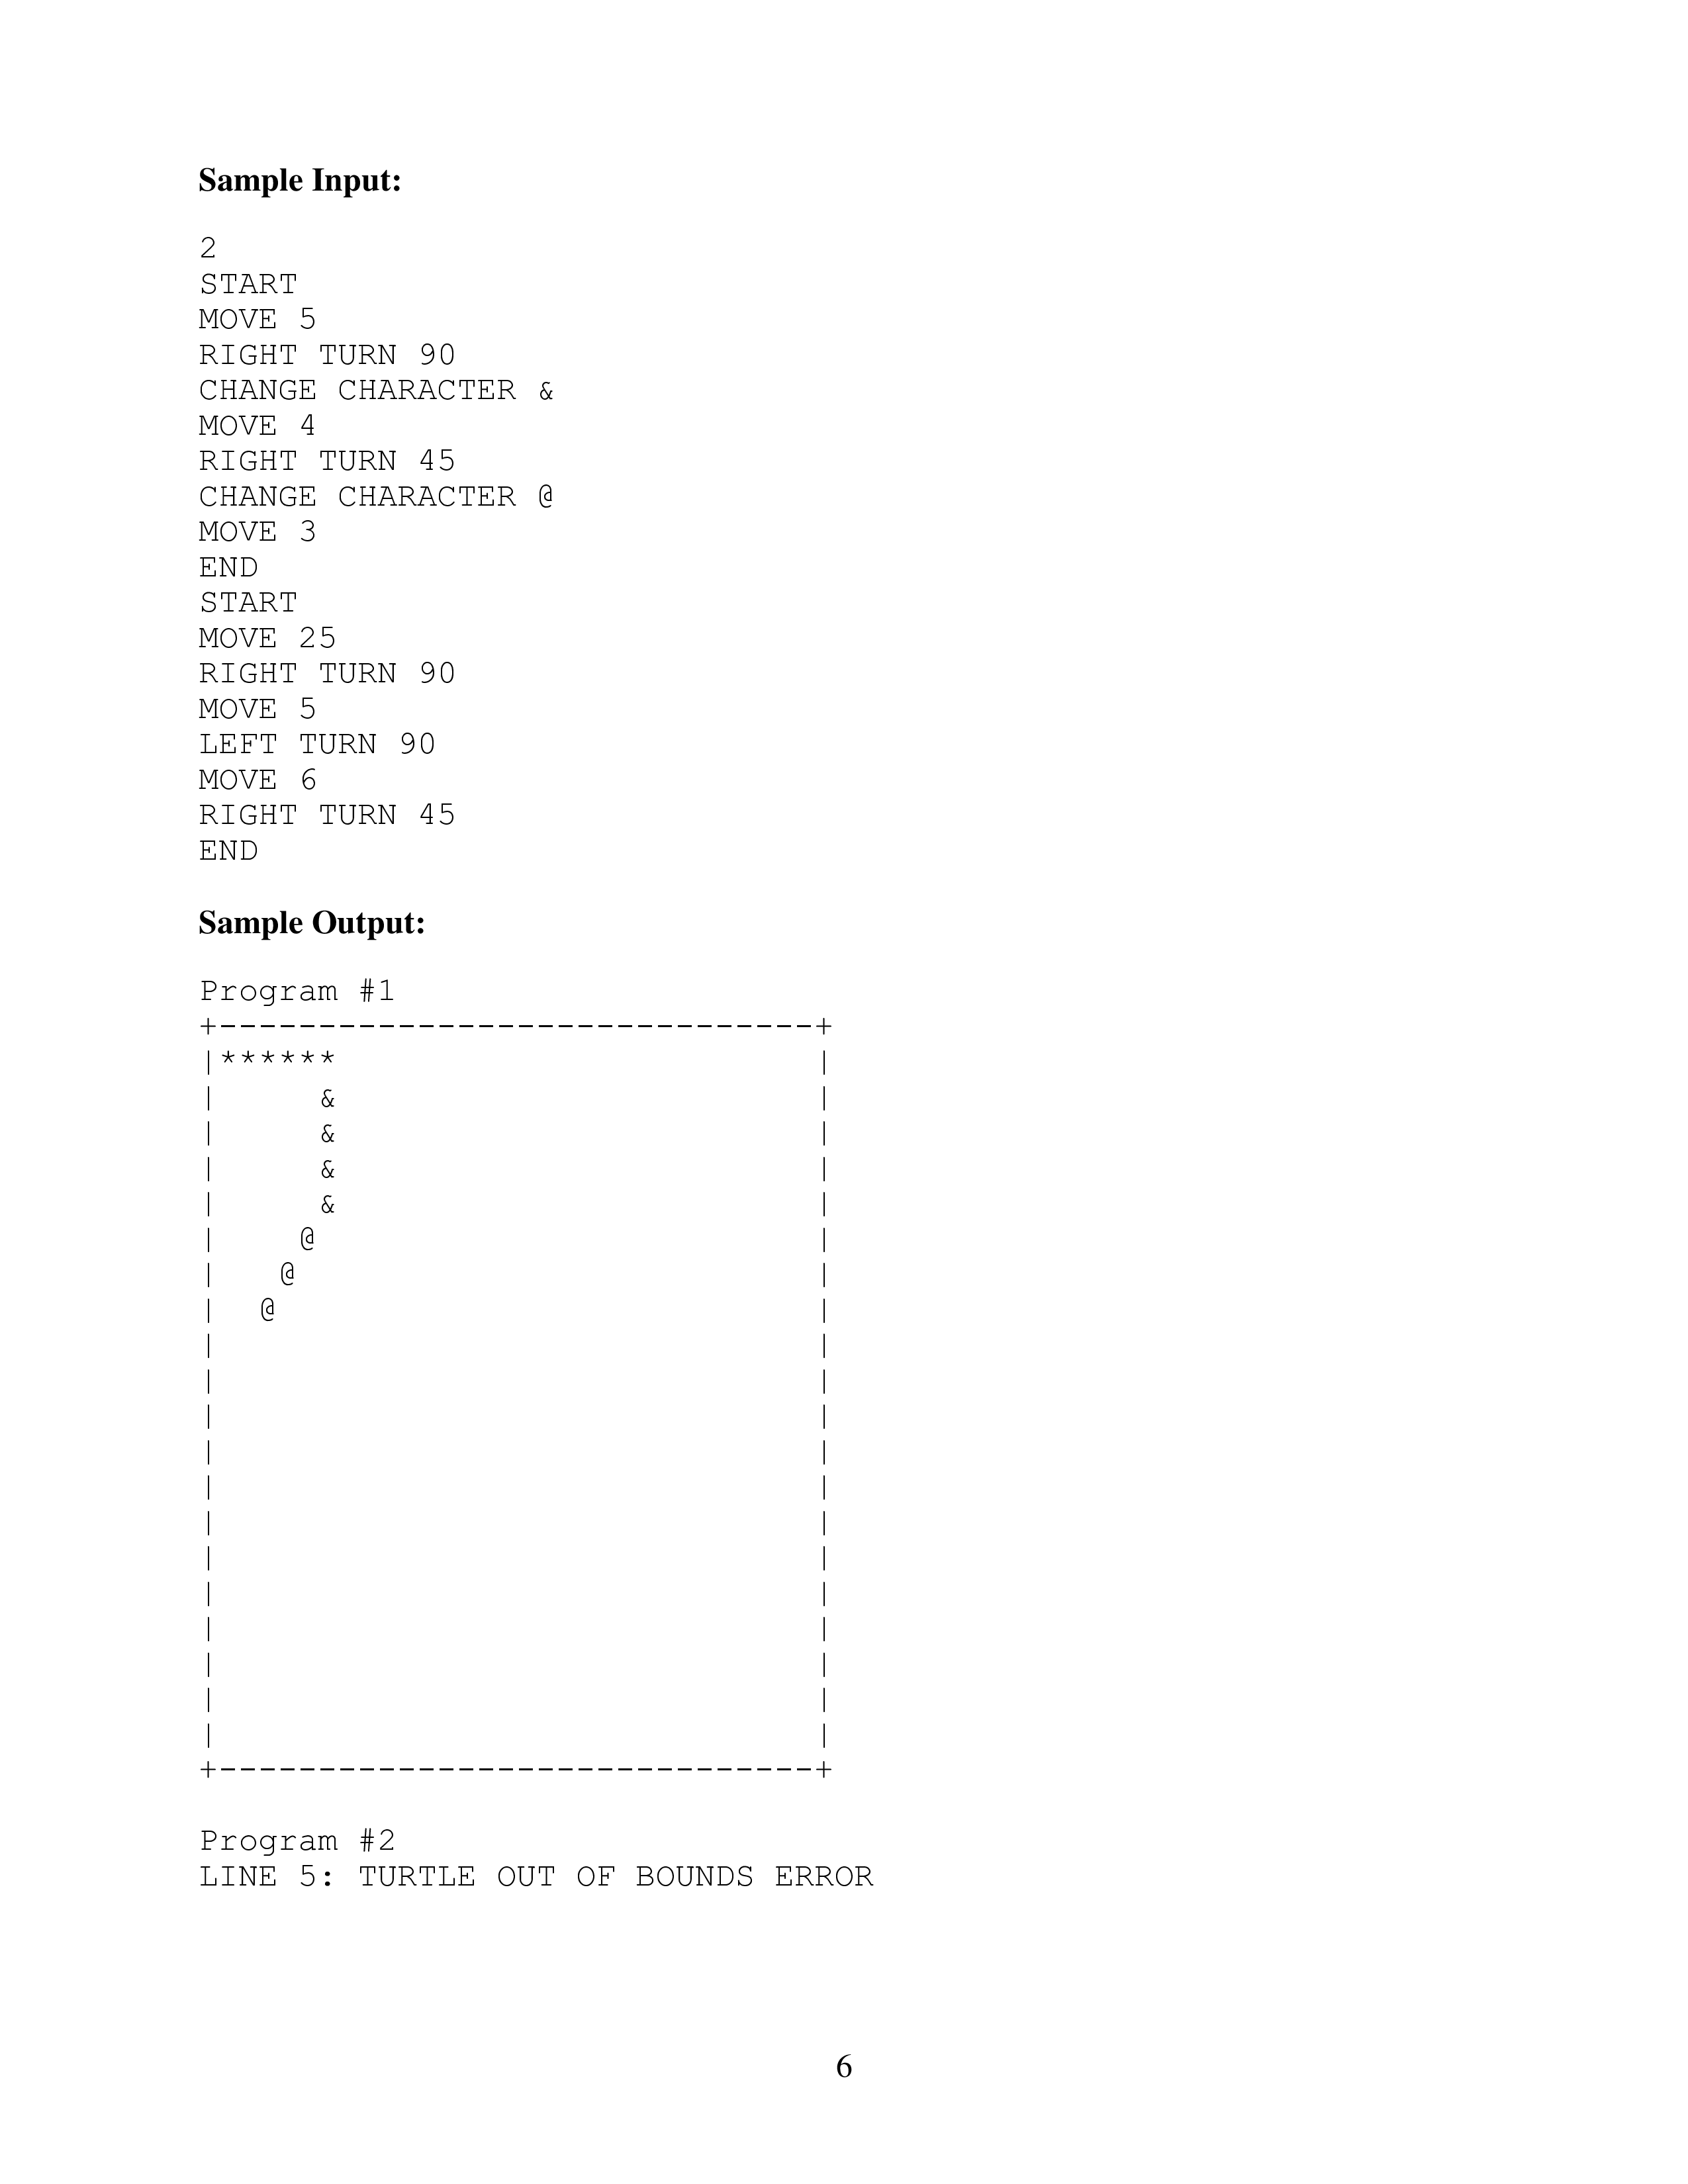 Sample Input:
2
START
MOVE 5
RIGHT TURN 90
CHANGE CHARACTER &
MOVE 4
RIGHT TURN 45
CHANGE CHARACTER @
MOVE 3
END
START
MOVE 25
RIGHT TURN 90
MOVE 5
LEFT TURN 90
MOVE 6
RIGHT TURN 45
END
Sample Output:
Program #1
+------------------------------+
|******                        |
|     &                        |
|     &                        |
|     &                        |
|     &                        |
|    @                         |
|   @                          |
|  @                           |
|                              |
|                              |
|                              |
|                              |
|                              |
|                              |
|                              |
|                              |
|                              |
|                              |
|                              |
|                              |
+------------------------------+
Program #2
LINE 5: TURTLE OUT OF BOUNDS ERROR
6